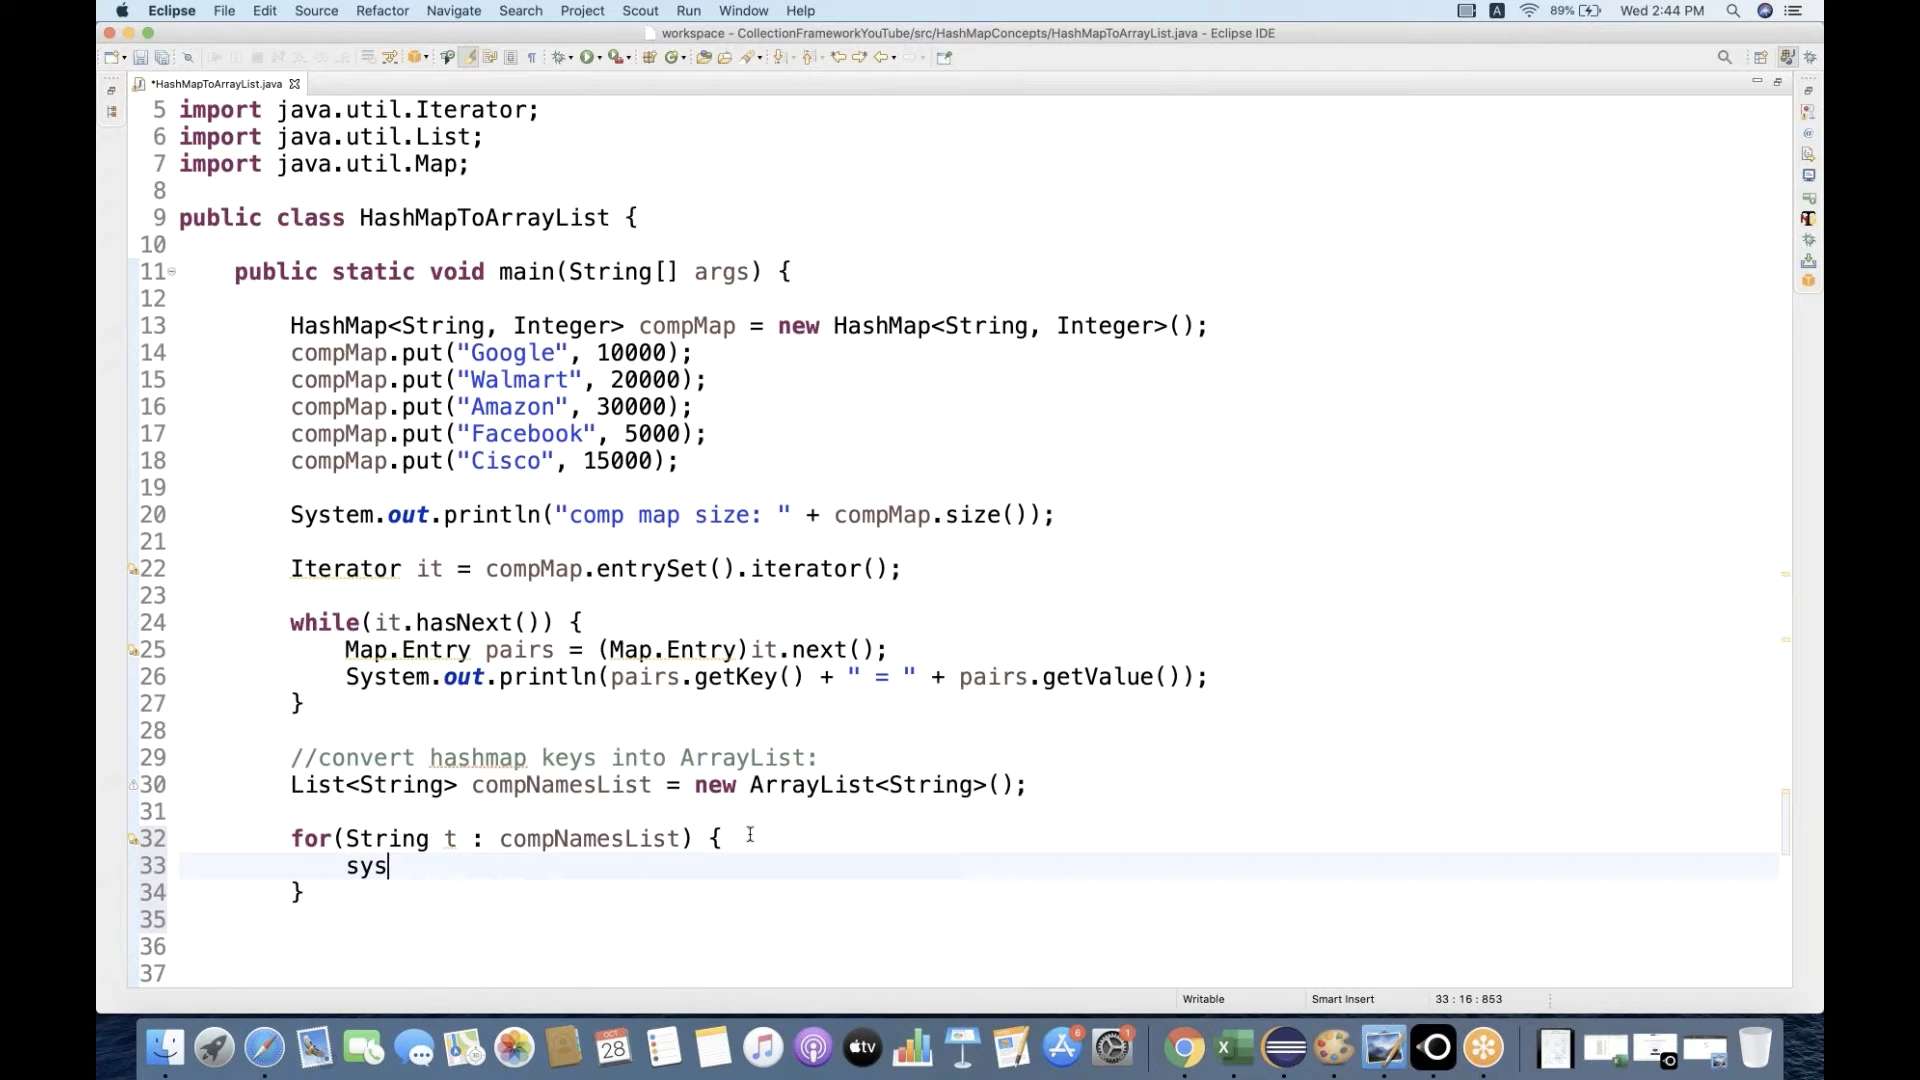 Eclipse File Edit Source Refactor Navigate Search Project Scout Run Window Help A 89% Wed 2:44 PM
workspace - CollectionFrameworkYouTube/src/HashMapConcepts/HashMapToArrayList.java - Eclipse IDE
*HashMapToArrayList.java
5 import java.util.Iterator;
6 import java.util.List;
7 import java.util.Map;
8
9 public class HashMapToArrayList {
10
11 public static void main(String[] args) {
12
13 HashMap<String, Integer> compMap = new HashMap<String, Integer>();
14 compMap.put("Google", 10000);
15 compMap.put("Walmart", 20000);
16 compMap.put("Amazon", 30000);
17 compMap.put("Facebook", 5000);
18 compMap.put("Cisco", 15000);
19
20 System.out.println("comp map size: " + compMap.size());
21
22 Iterator it = compMap.entrySet().iterator();
23
24 while(it.hasNext()) {
25 Map.Entry pairs = (Map.Entry)it.next();
26 System.out.println(pairs.getKey() + " = " + pairs.getValue());
27 }
28
29 //convert hashmap keys into ArrayList:
30 List<String> compNamesList = new ArrayList<String>();
31
32 for(String t : compNamesList) {
33 sys
34 }
35
36
37
Writable Smart Insert 33 : 16 : 853
OCT
28
tv
6
1